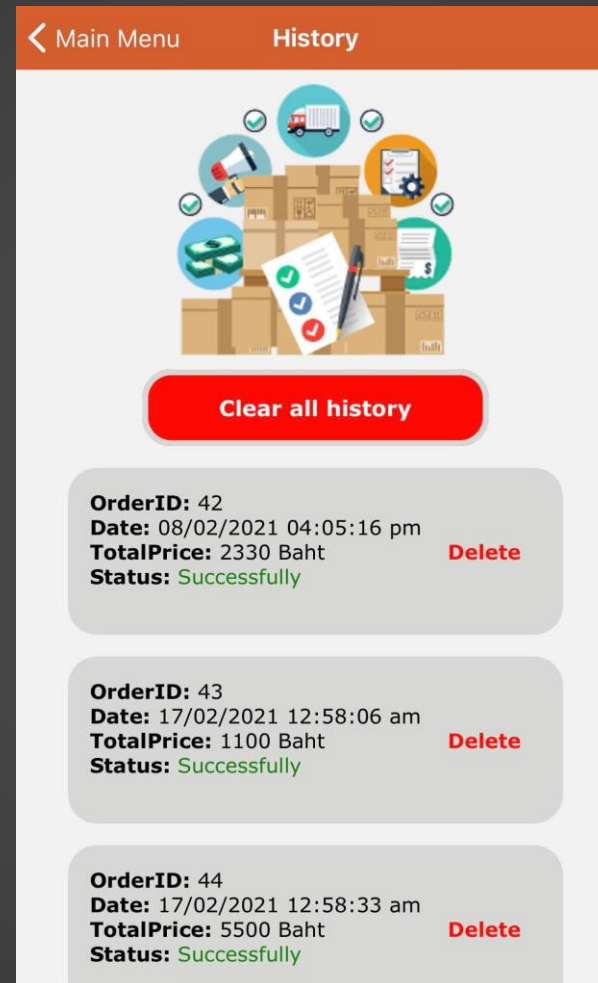 Main Menu
History
Clear all history
OrderID: 42
Date: 08/02/2021 04:05:16 pm
TotalPrice: 2330 Baht
Delete
Status: Successfully
OrderID: 43
Date: 17/02/2021 12:58:06 am
TotalPrice: 1100 Baht
Delete
Status: Successfully
OrderID: 44
Date: 17/02/2021 12:58:33 am
TotalPrice: 5500 Baht
Delete
Status: Successfully